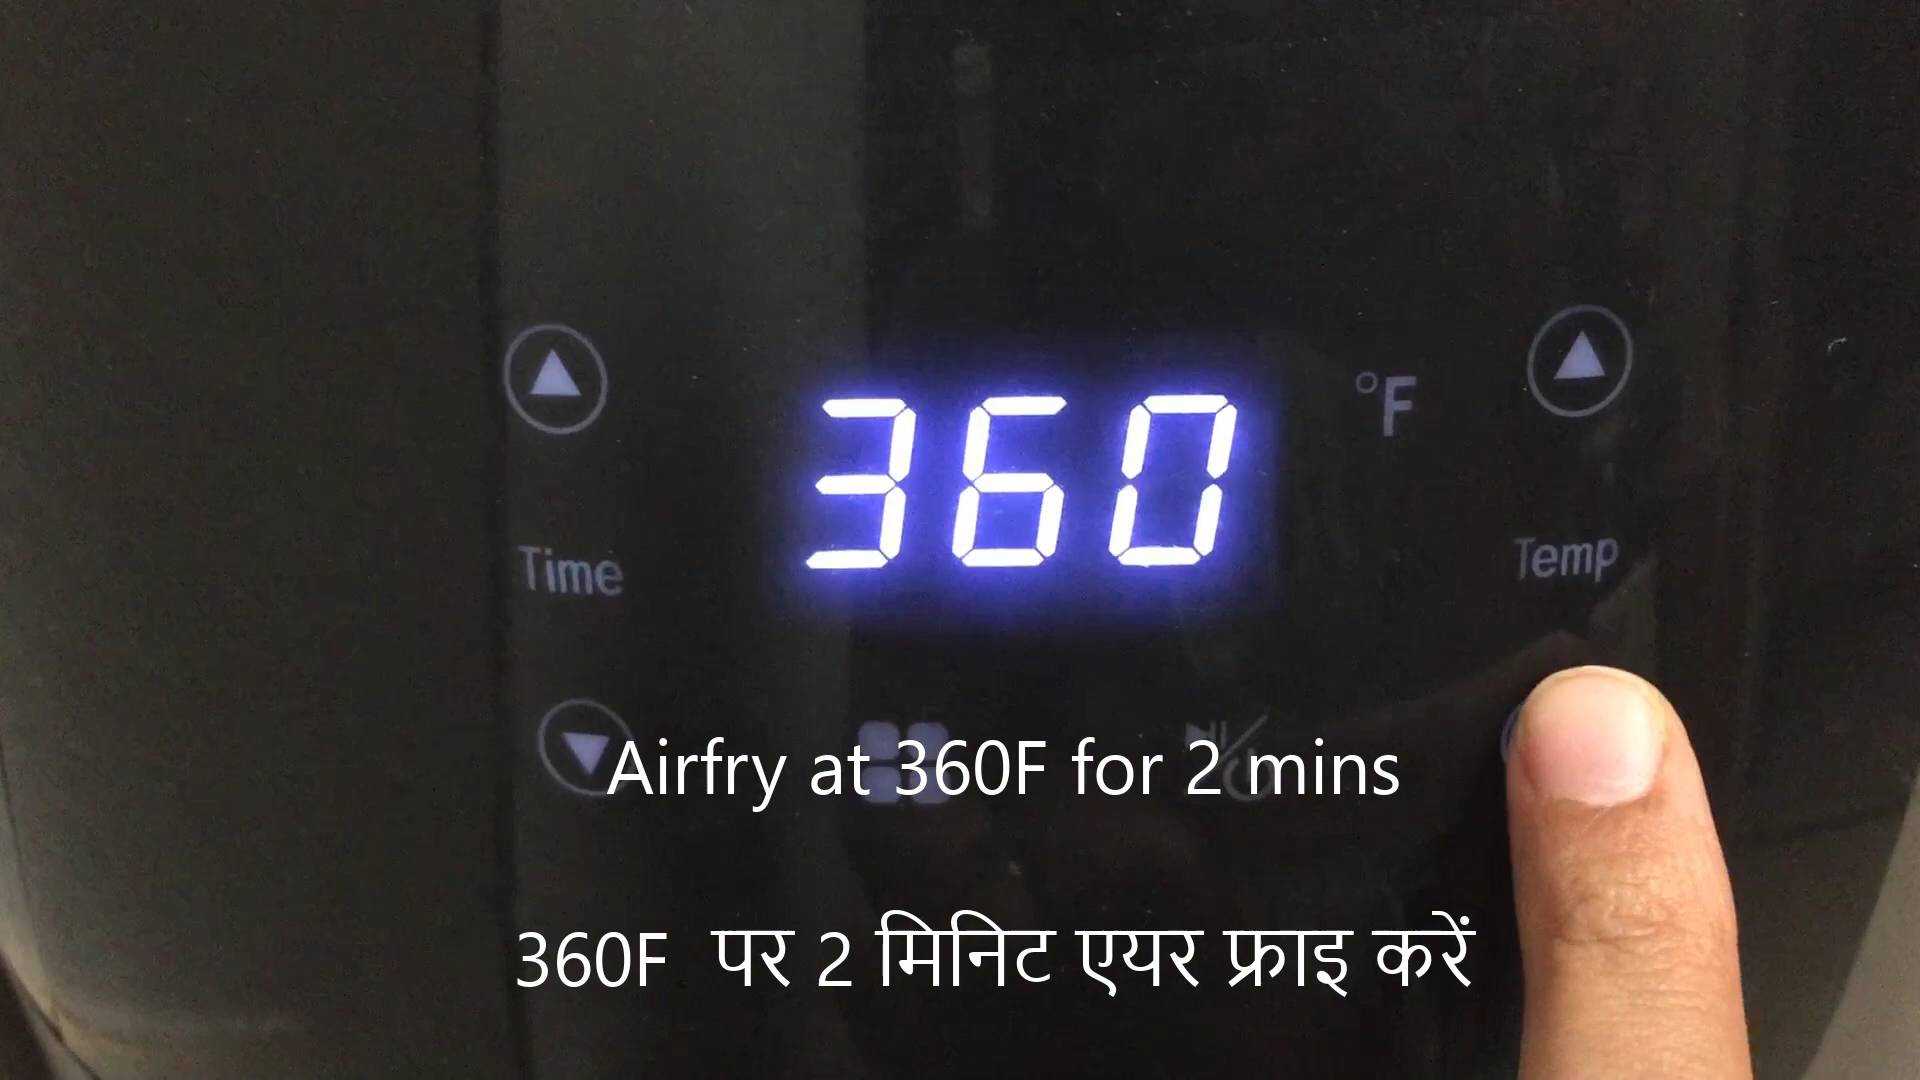 360
°F
Time
Temp
Airfry at 360F for 2 mins
360F पर 2 मिनिट एयर फ्राइ करें